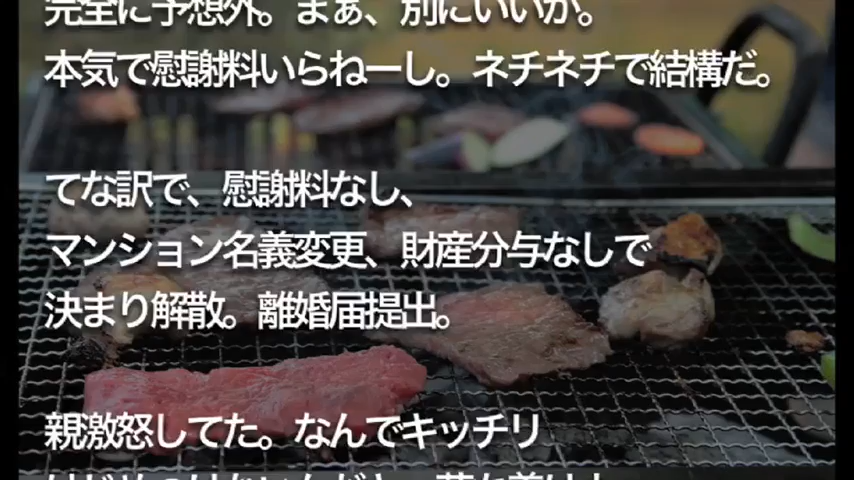 完全に予想外。まぁ、別にいいが。
本気で慰謝料いらねーし。ネチネチで結構だ。
てな訳で、慰謝料なし、
マンション名義変更、財産分与なしで
決まり解散。離婚届提出。
親激怒してた。なんでキッチリ